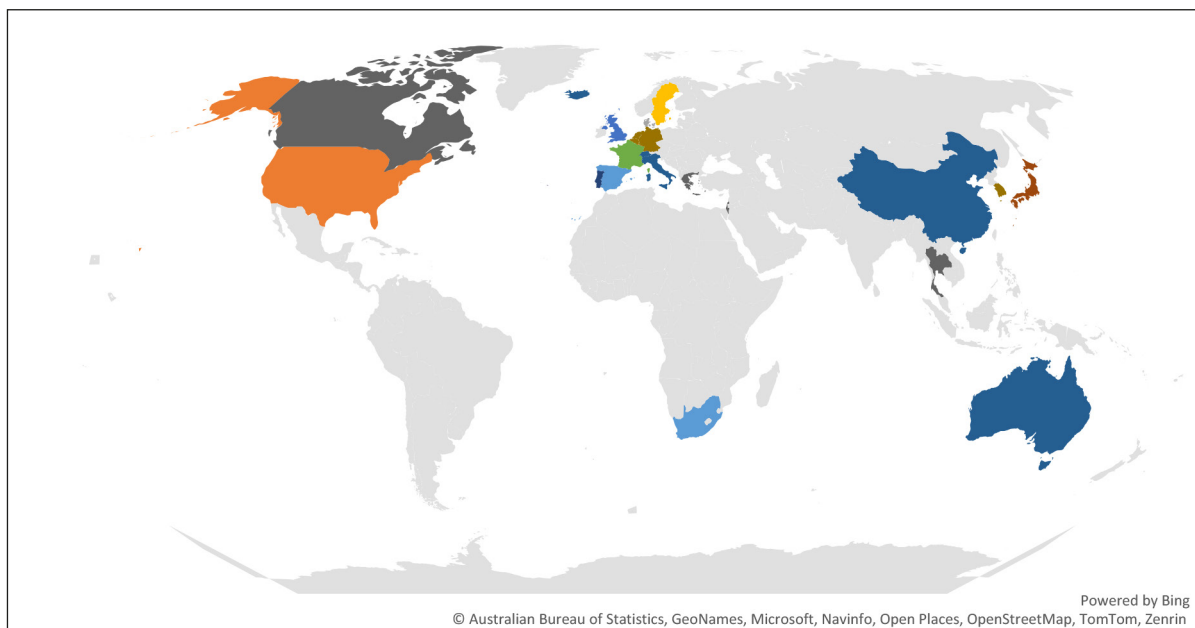 Powered by Bing
© Australian Bureau of Statistics, GeoNames, Microsoft, Navinfo, Open Places, OpenStreetMap, TomTom, Zenrin